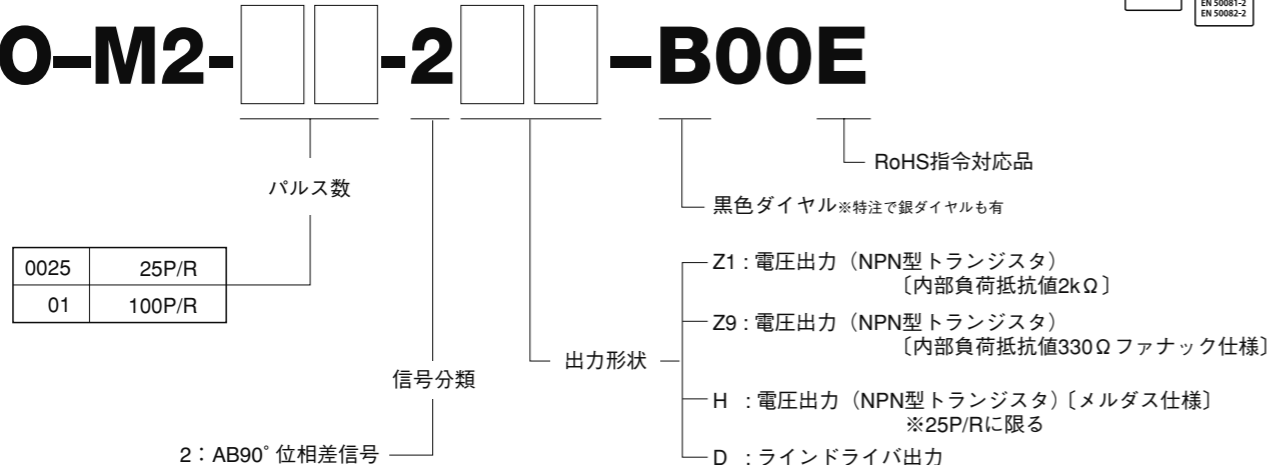 EN 50081-2
EN 50082-2
O–M2-□□-2□□–B00E
RoHS指令対応品
パルス数
黒色ダイヤル※特注で銀ダイヤルも有
0025 25P/R
01 100P/R
Z1：電圧出力（NPN型トランジスタ）
〔内部負荷抵抗値2kΩ〕
Z9：電圧出力（NPN型トランジスタ）
〔内部負荷抵抗値330Ωファナック仕様〕
出力形状
信号分類
H ：電圧出力（NPN型トランジスタ）〔メルダス仕様〕
※25P/Rに限る
2：AB90°位相差信号
D ：ラインドライバ出力